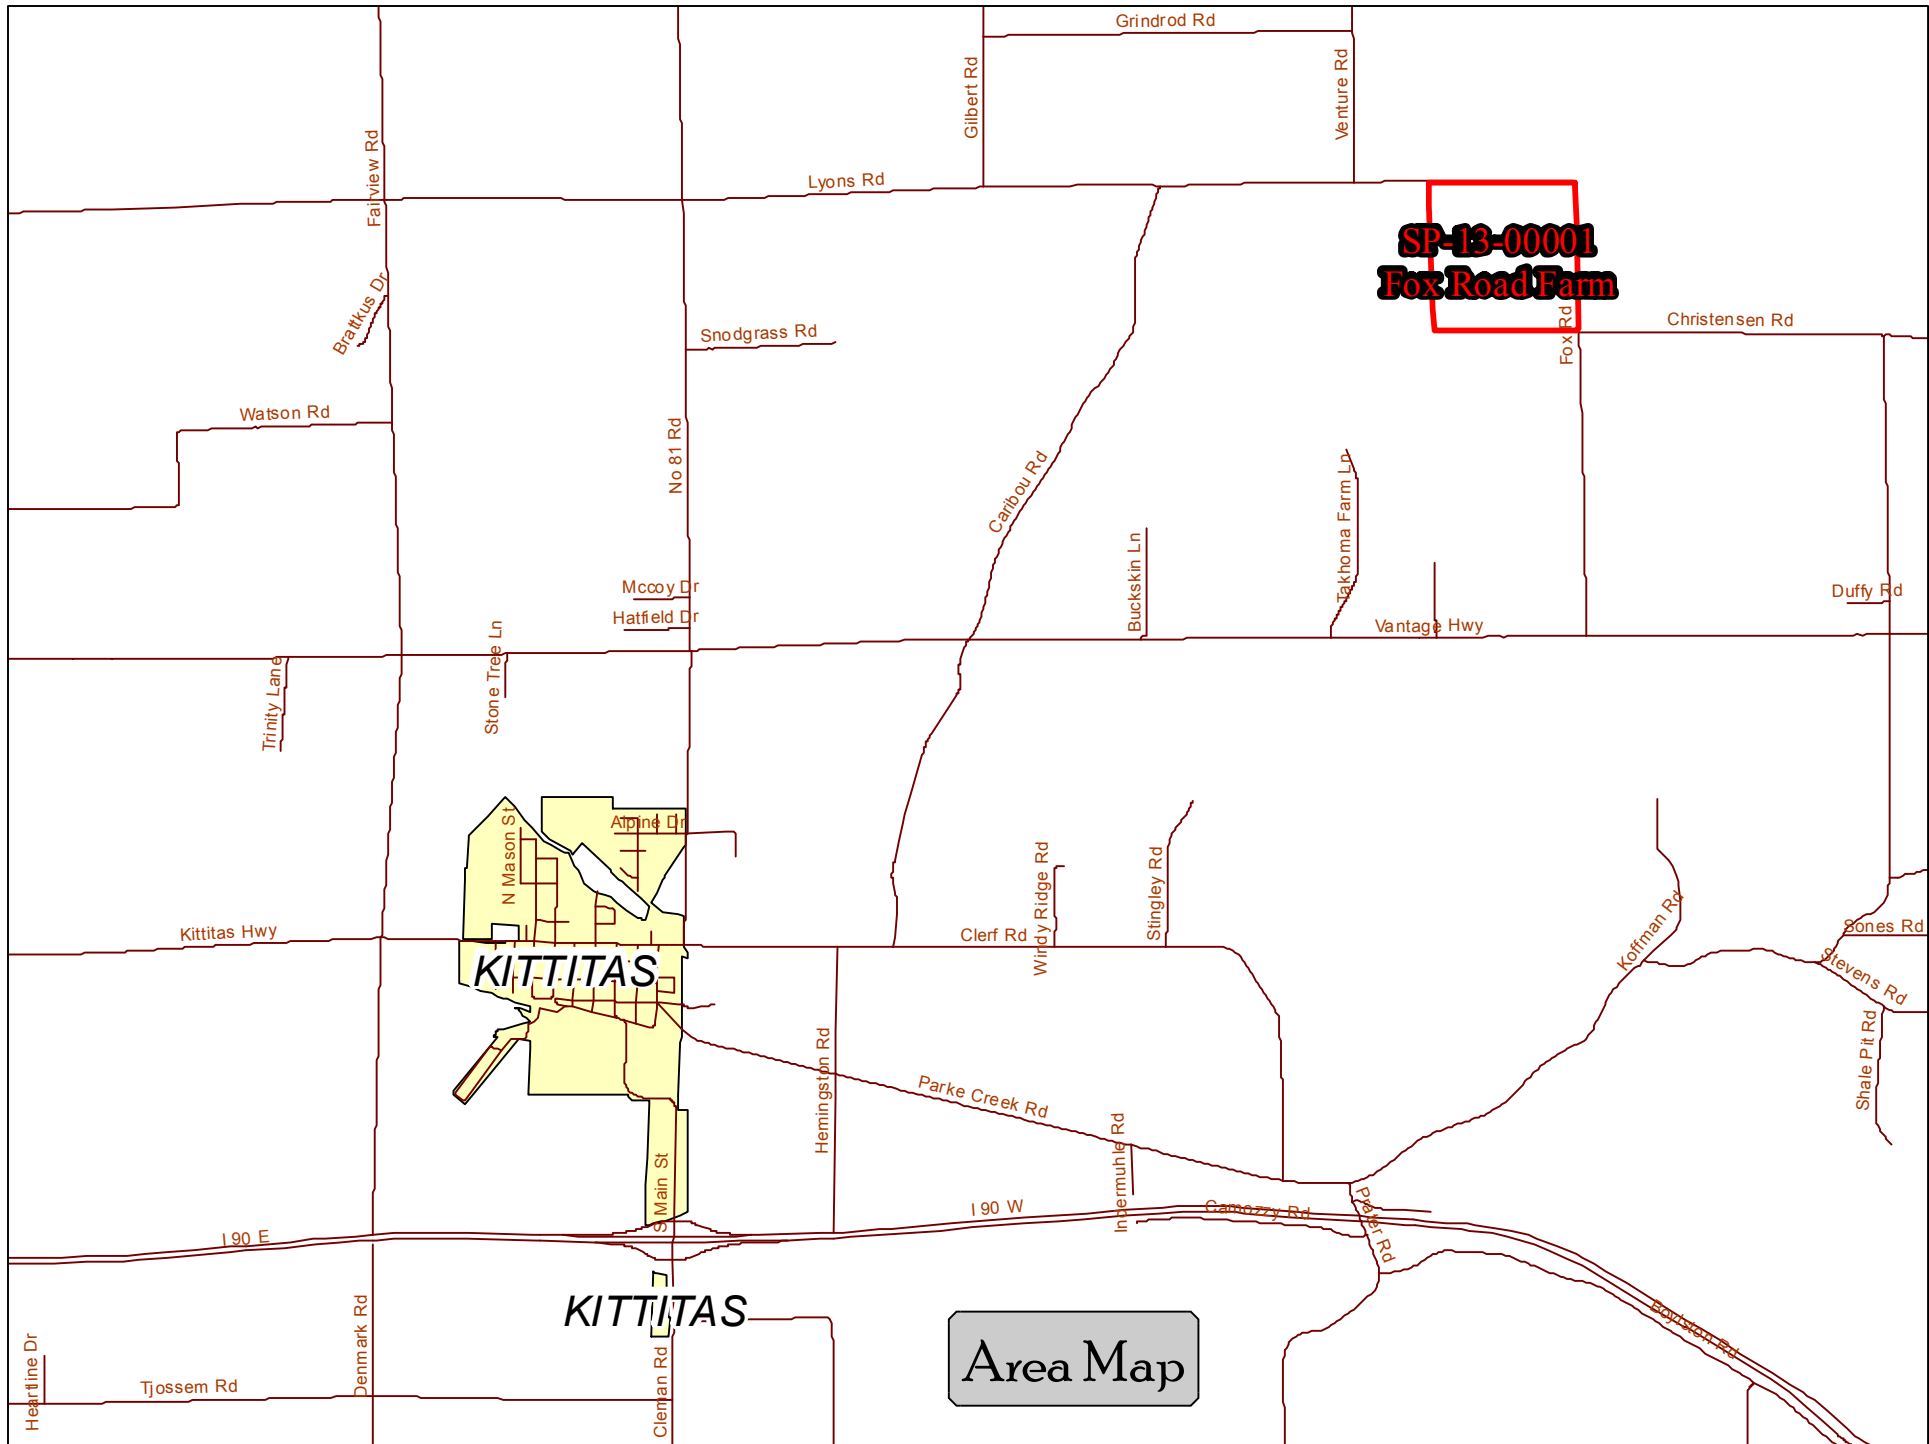 Grindrod Rd
Gilbert Rd
Venture Rd
Fairview Rd
Lyons Rd
SP-13-00001
Fox Road Farm
Brattkus Dr
Snodgrass Rd
Fox Rd
Christensen Rd
Watson Rd
No 81 Rd
Caribou Rd
Takhoma Farm Ln
Buckskin Ln
Mccoy Dr
Hatfield Dr
Duffy Rd
Vantage Hwy
Trinity Lane
Stone Tree Ln
Alpine Dr
N Mason St
Windy Ridge Rd
Stingley Rd
Koffman Rd
Kittitas Hwy
Clerf Rd
Sones Rd
Stevens Rd
KITTITAS
Hemingston Rd
Parke Creek Rd
Shale Pit Rd
Indermuhle Rd
S Main St
I 90 W
Camozzy Rd
Prater Rd
I 90 E
KITTITAS
Denmark Rd
Boylston Rd
Heartline Dr
Tjossem Rd
Cleman Rd
Area Map